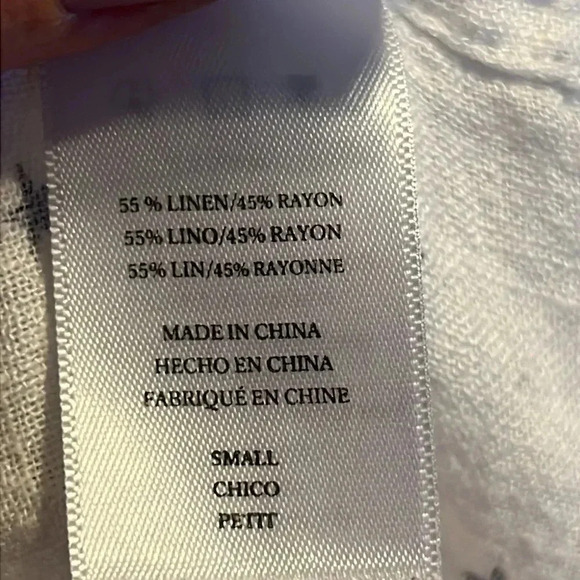 55 % LINEN/45% RAYON
55% LINO/45% RAYON
55% LIN/45% RAYONNE
MADE IN CHINA
HECHO EN CHINA
FABRIQUÉ EN CHINE
SMALL
CHICO
PETIT